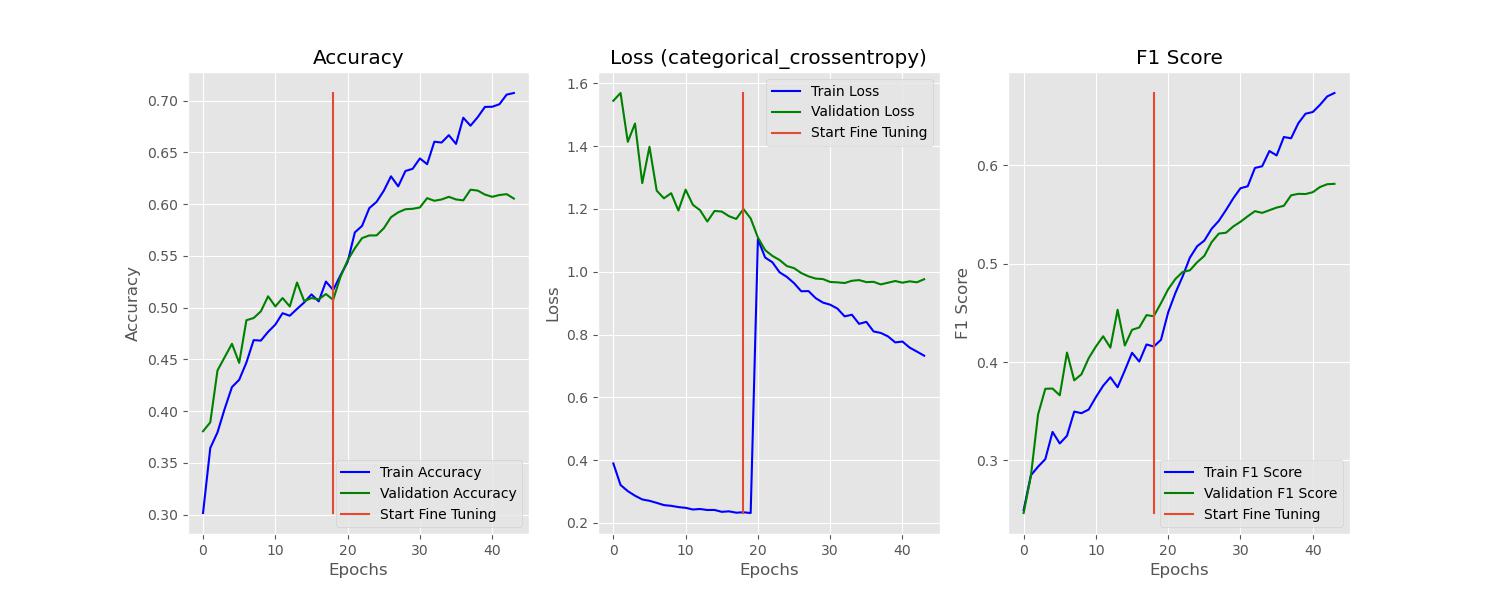 Accuracy
Accuracy
0.70
0.65
0.60
0.55
0.50
0.45
0.40
0.35
0.30
Train Accuracy
Validation Accuracy
Start Fine Tuning
0 10 20 30 40
Epochs
Loss (categorical_crossentropy)
Loss
1.6
1.4
1.2
1.0
0.8
0.6
0.4
0.2
Train Loss
Validation Loss
Start Fine Tuning
0 10 20 30 40
Epochs
F1 Score
F1 Score
0.6
0.5
0.4
0.3
Train F1 Score
Validation F1 Score
Start Fine Tuning
0 10 20 30 40
Epochs